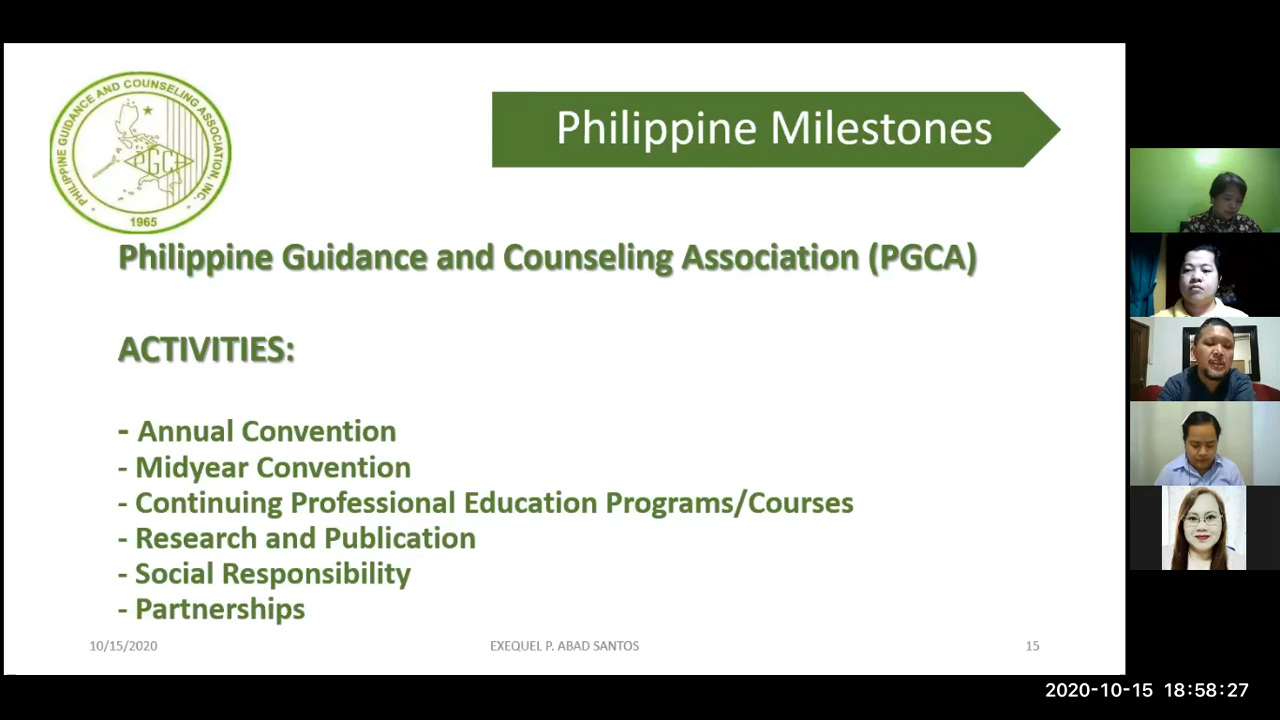 PHILIPPINE GUIDANCE AND COUNSELING ASSOCIATION, INC.
PGCA
1965
Philippine Milestones
Philippine Guidance and Counseling Association (PGCA)
ACTIVITIES:
- Annual Convention
- Midyear Convention
- Continuing Professional Education Programs/Courses
- Research and Publication
- Social Responsibility
- Partnerships
10/15/2020
EXEQUEL P. ABAD SANTOS
15
2020-10-15 18:58:27